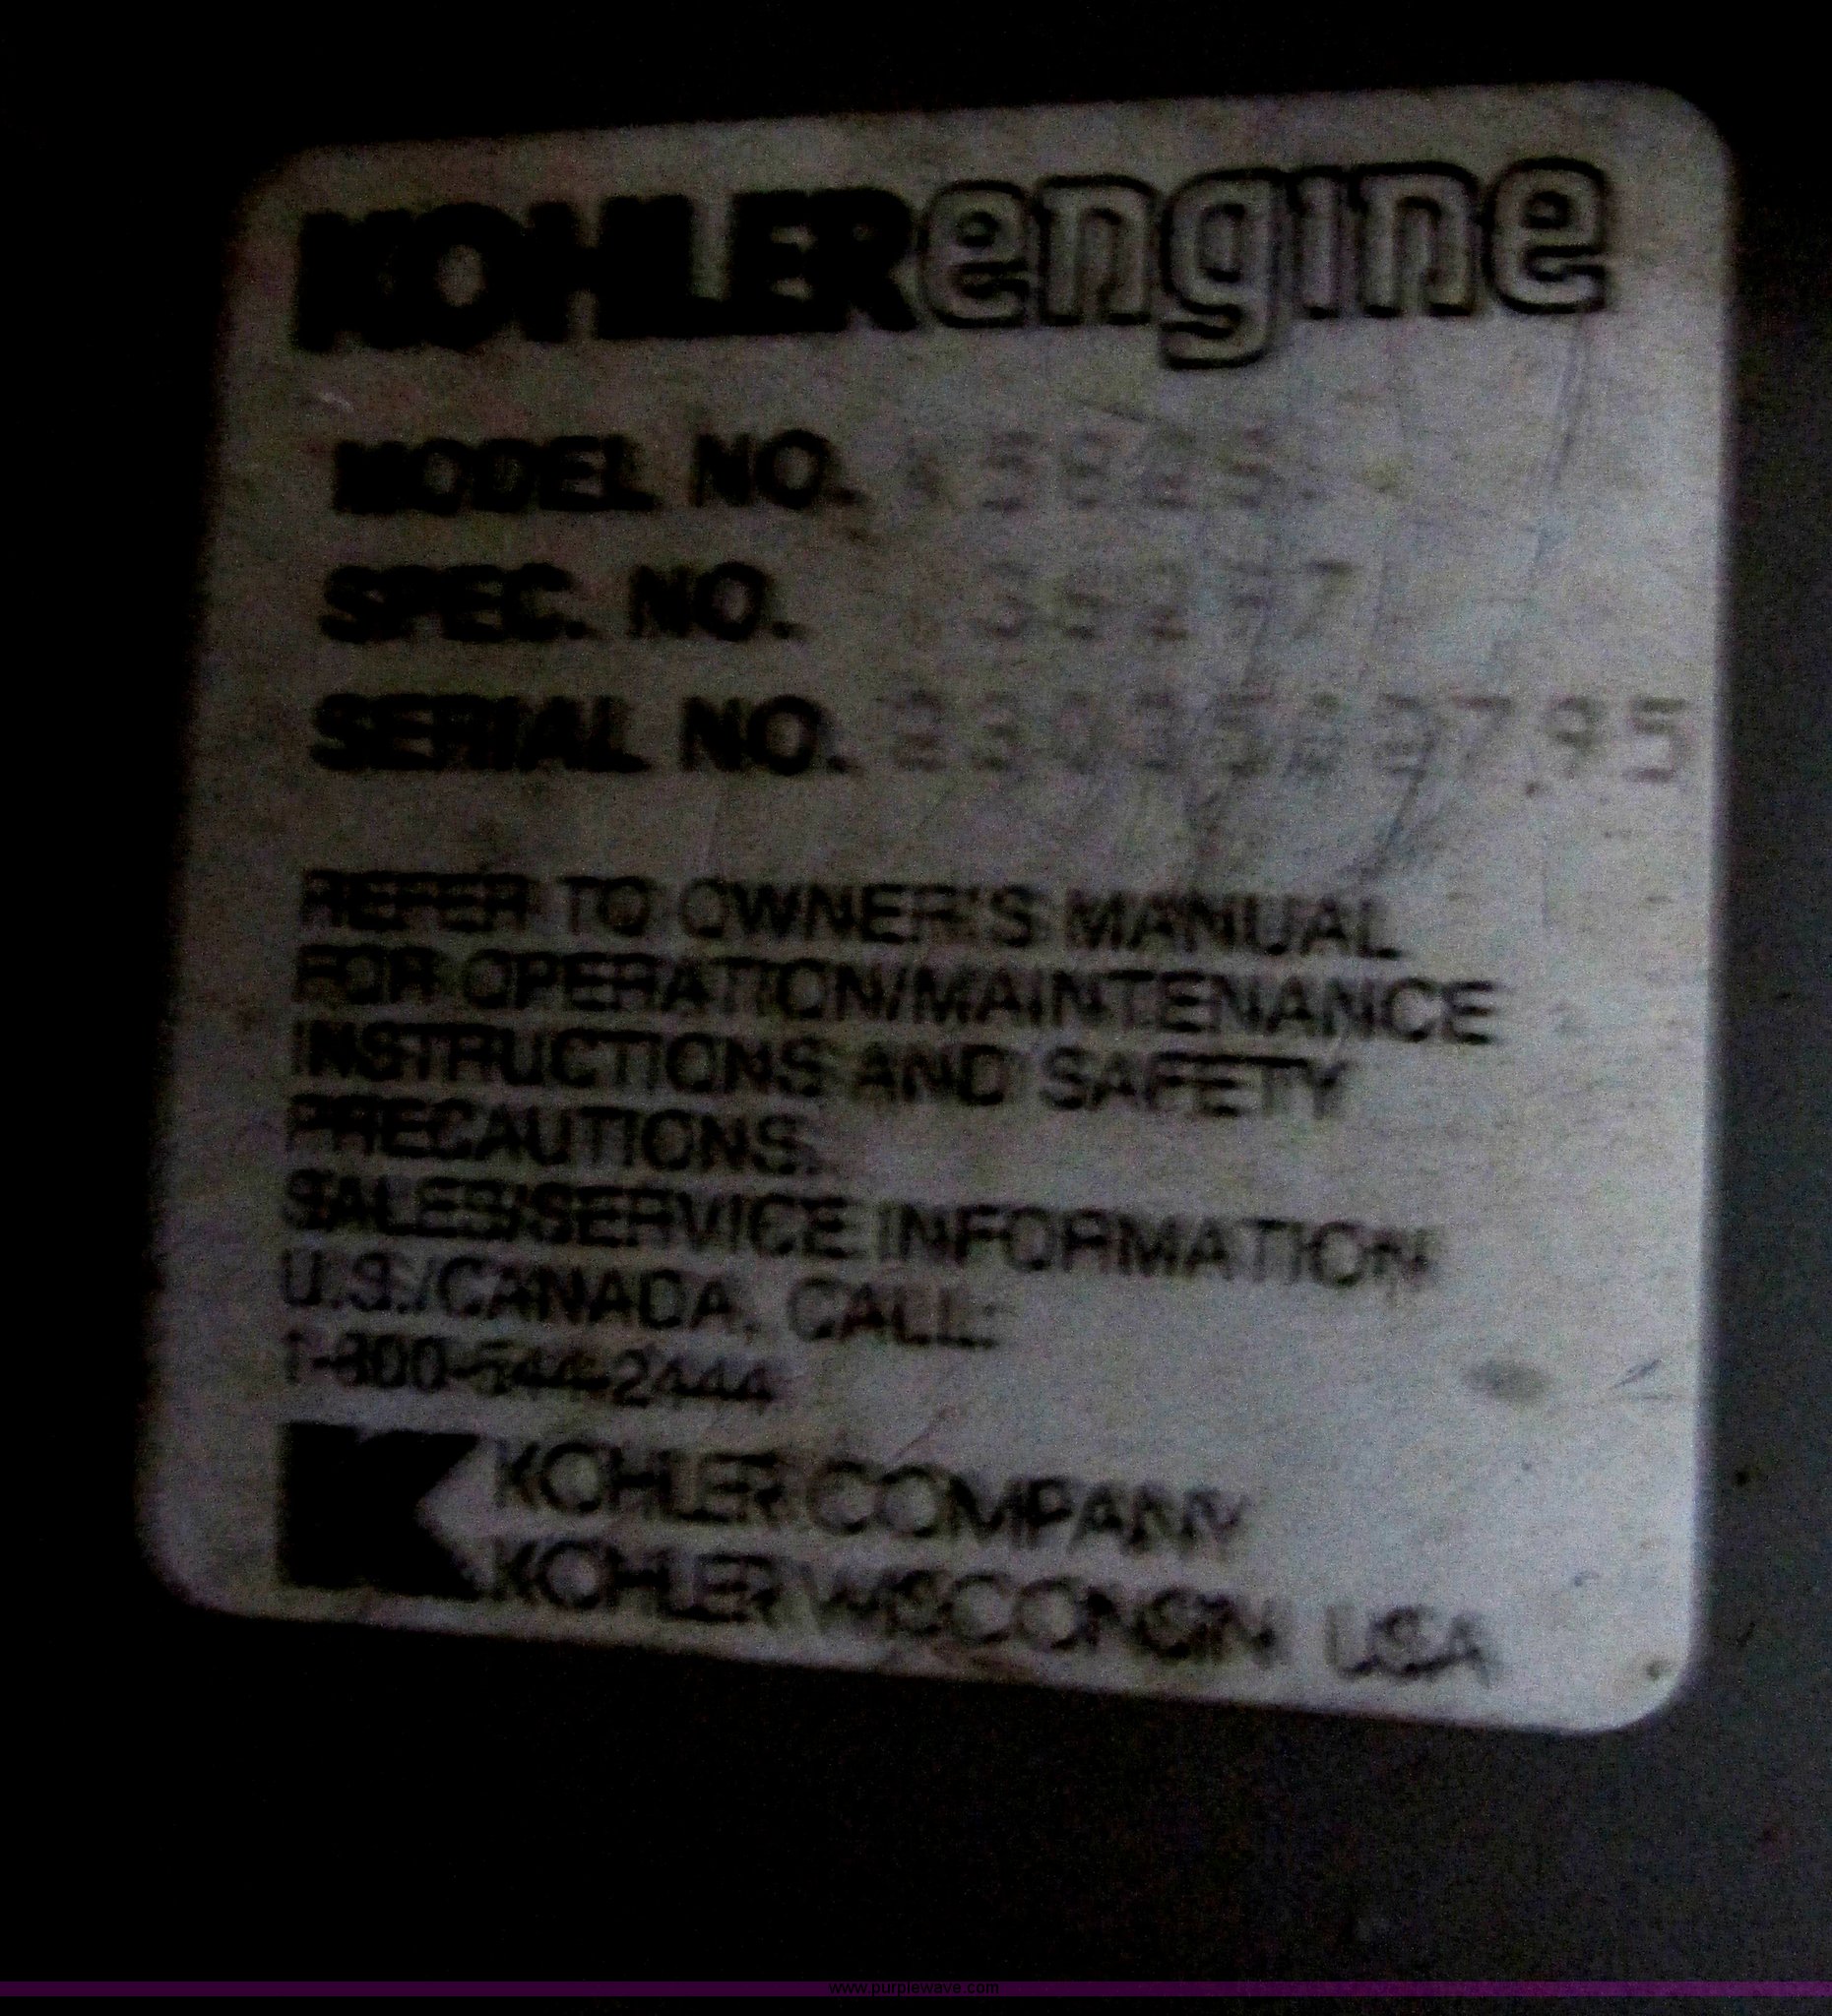 KOHLERengine
MODEL NO.
SPEC. NO.
SERIAL NO.
REFER TO OWNER'S MANUAL
FOR OPERATION/MAINTENANCE
INSTRUCTIONS AND SAFETY
PRECAUTIONS.
SALES/SERVICE INFORMATION
U.S./CANADA, CALL:
1-800-544-2444
KOHLER COMPANY
KOHLER WISCONSIN USA
www.purplewave.com